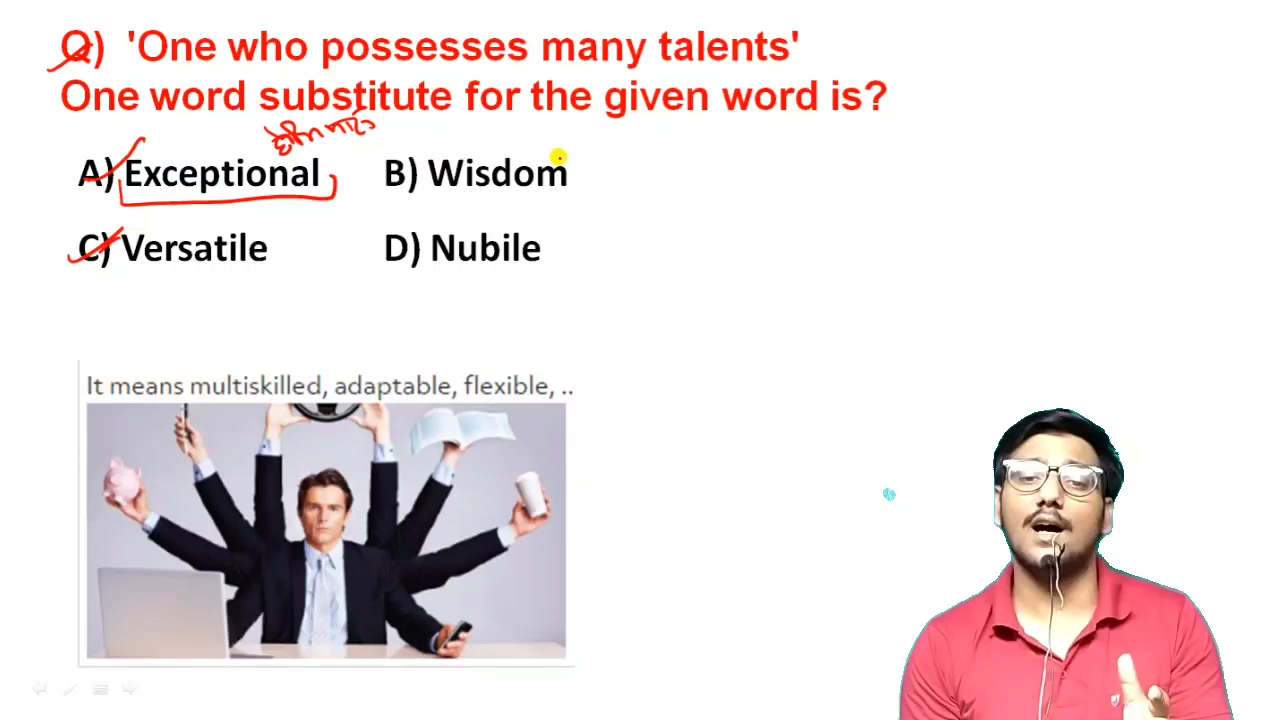 Q) 'One who possesses many talents'
One word substitute for the given word is?
A) Exceptional B) Wisdom
C) Versatile D) Nubile
It means multiskilled, adaptable, flexible, ..